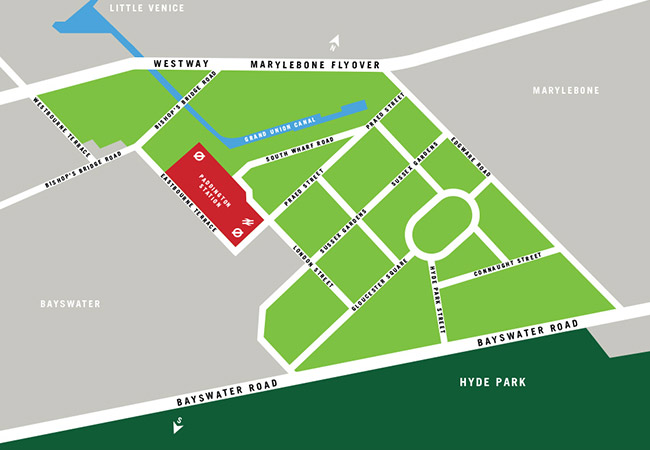 LITTLE VENICE
N
WESTWAY
MARYLEBONE FLYOVER
MARYLEBONE
WESTBOURNE TERRACE
BISHOP'S BRIDGE ROAD
GRAND UNION CANAL
PRAED STREET
EDGWARE ROAD
SOUTH WHARF ROAD
SUSSEX GARDENS
BISHOP'S BRIDGE ROAD
PADDINGTON
STATION
EASTBOURNE TERRACE
PRAED STREET
SUSSEX GARDENS
LONDON STREET
GLOUCESTER SQUARE
HYDE PARK STREET
CONNAUGHT STREET
BAYSWATER
BAYSWATER ROAD
BAYSWATER ROAD
HYDE PARK
S